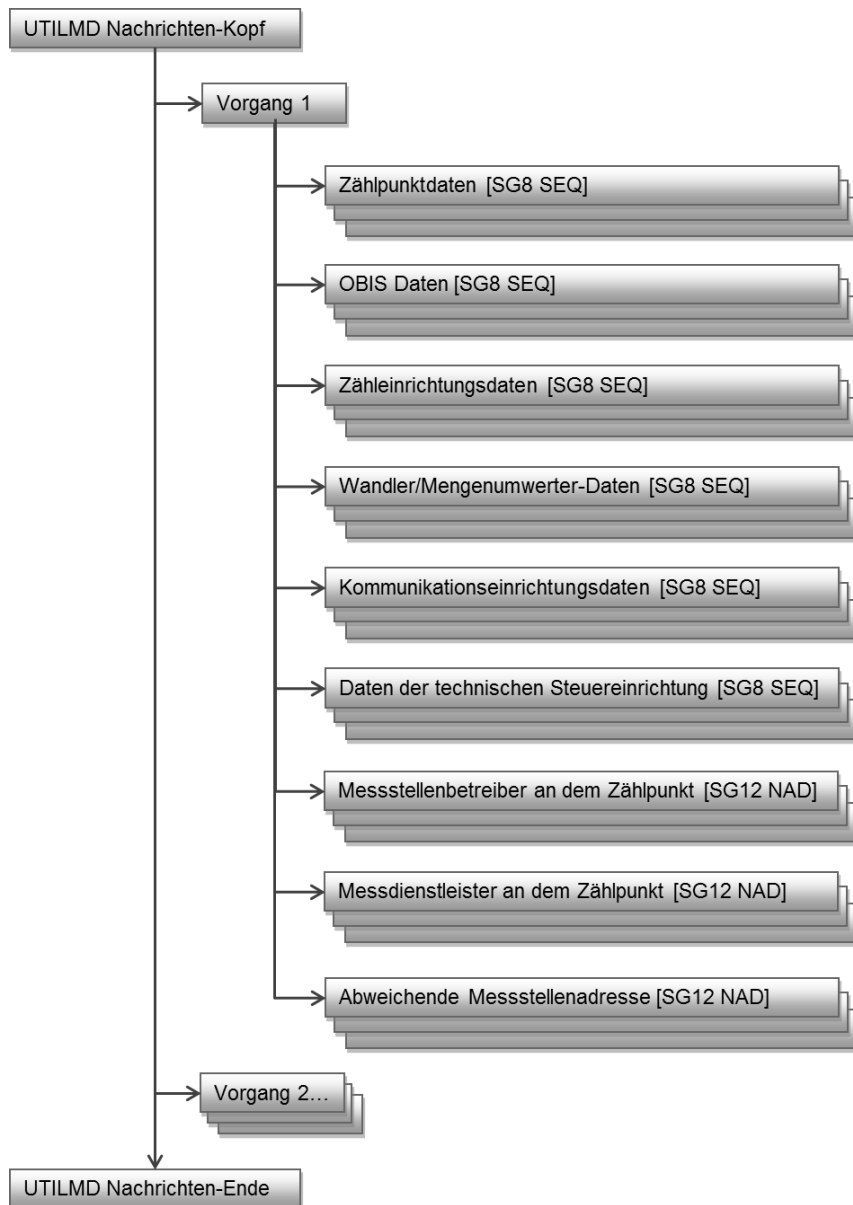 UTILMD Nachrichten-Kopf
Vorgang 1
Zählpunktdaten [SG8 SEQ]
OBIS Daten [SG8 SEQ]
Zähleinrichtungsdaten [SG8 SEQ]
Wandler/Mengenumwerter-Daten [SG8 SEQ]
Kommunikationseinrichtungsdaten [SG8 SEQ]
Daten der technischen Steuereinrichtung [SG8 SEQ]
Messstellenbetreiber an dem Zählpunkt [SG12 NAD]
Messdienstleister an dem Zählpunkt [SG12 NAD]
Abweichende Messstellenadresse [SG12 NAD]
Vorgang 2…
UTILMD Nachrichten-Ende